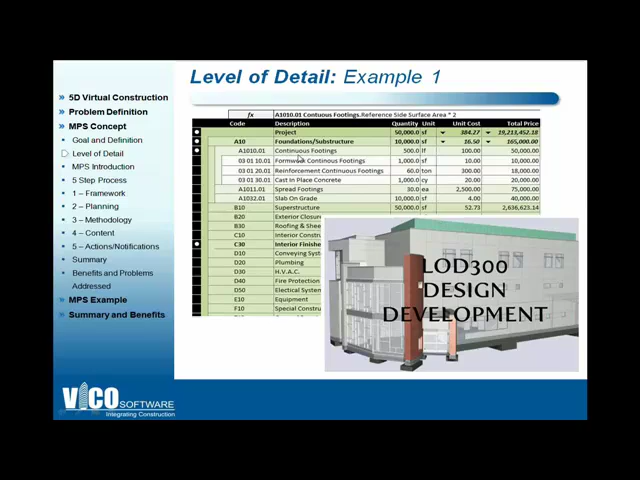 Level of Detail: Example 1
5D Virtual Construction
Problem Definition
MPS Concept
Goal and Definition
Level of Detail
MPS Introduction
5 Step Process
1 – Framework
2 – Planning
3 – Methodology
4 – Content
5 – Actions/Notifications
Summary
Benefits and Problems
Addressed
MPS Example
Summary and Benefits
VICO SOFTWARE
Integrating Construction
fx A1010.01 Contuous Footings.Reference Side Surface Area * 2
Code Description Quantity Unit Unit Cost Total Price
Project 50,000.0 sf 384.27 19,213,452.18
A10 Foundations/Substructure 10,000.0 sf 16.50 165,000.00
A1010.01 Continuous Footings 500.0 lf 100.00 50,000.00
03 01 10.01 Formwork Continous Footings 1,000.0 sf 10.00 10,000.00
03 01 20.01 Reinforcement Continuous Footings 60.0 ton 300.00 18,000.00
03 01 30.01 Cast In Place Concrete 1,000.0 cy 20.00 20,000.00
A1011.01 Spread Footings 30.0 ea 2,500.00 75,000.00
A1032.01 Slab On Grade 10,000.0 sf 4.00 40,000.00
B10 Superstructure 50,000.0 sf 52.73 2,636,623.14
B20 Exterior Closure
B30 Roofing & Shee
C10 Interior Constru
C30 Interior Finishe
D10 Conveying System
D20 Plumbing
D30 H.V.A.C.
D40 Fire Protection
D50 Electical System
E10 Equipment
F10 Special Constru
LOD300
DESIGN
DEVELOPMENT